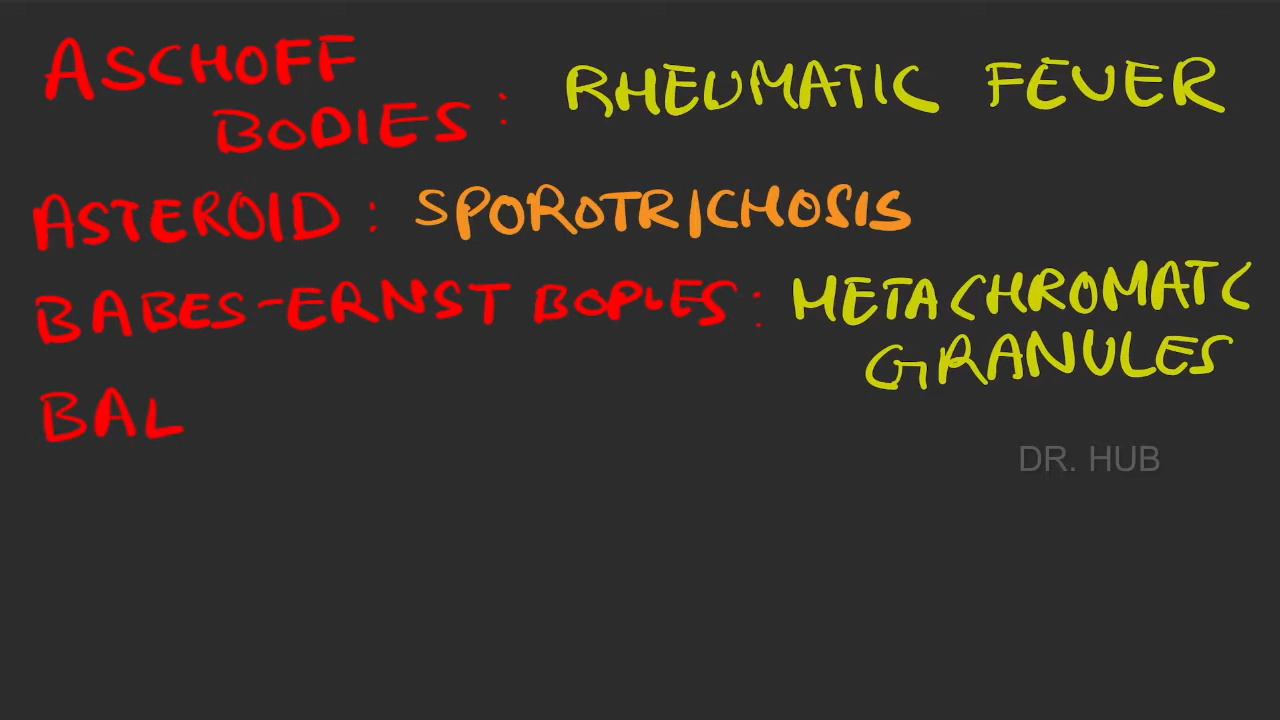 ASCHOFF
BODIES : RHEUMATIC FEVER
ASTEROID : SPOROTRICHOSIS
BABES-ERNST BODIES : METACHROMATIC
GRANULES
BAL
DR. HUB